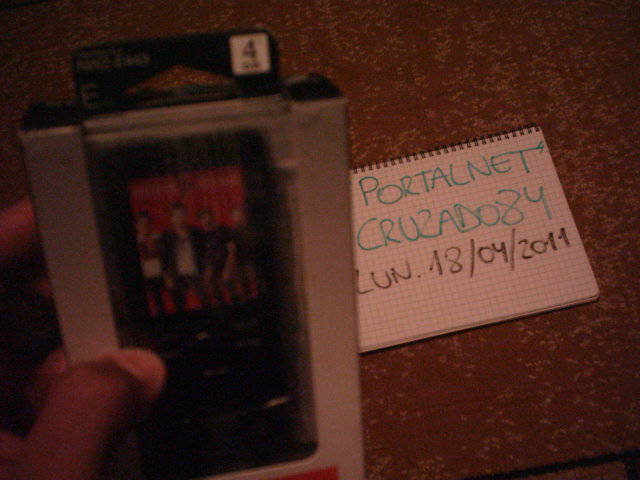 4
E
PORTALNET
CRUZADO84
LUN. 18/04/2011